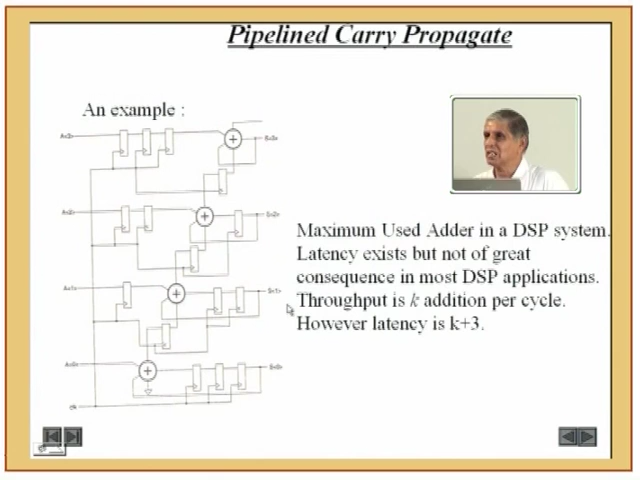 Pipelined Carry Propagate
An example :
Maximum Used Adder in a DSP system.
Latency exists but not of great
consequence in most DSP applications.
Throughput is k addition per cycle.
However latency is k+3.